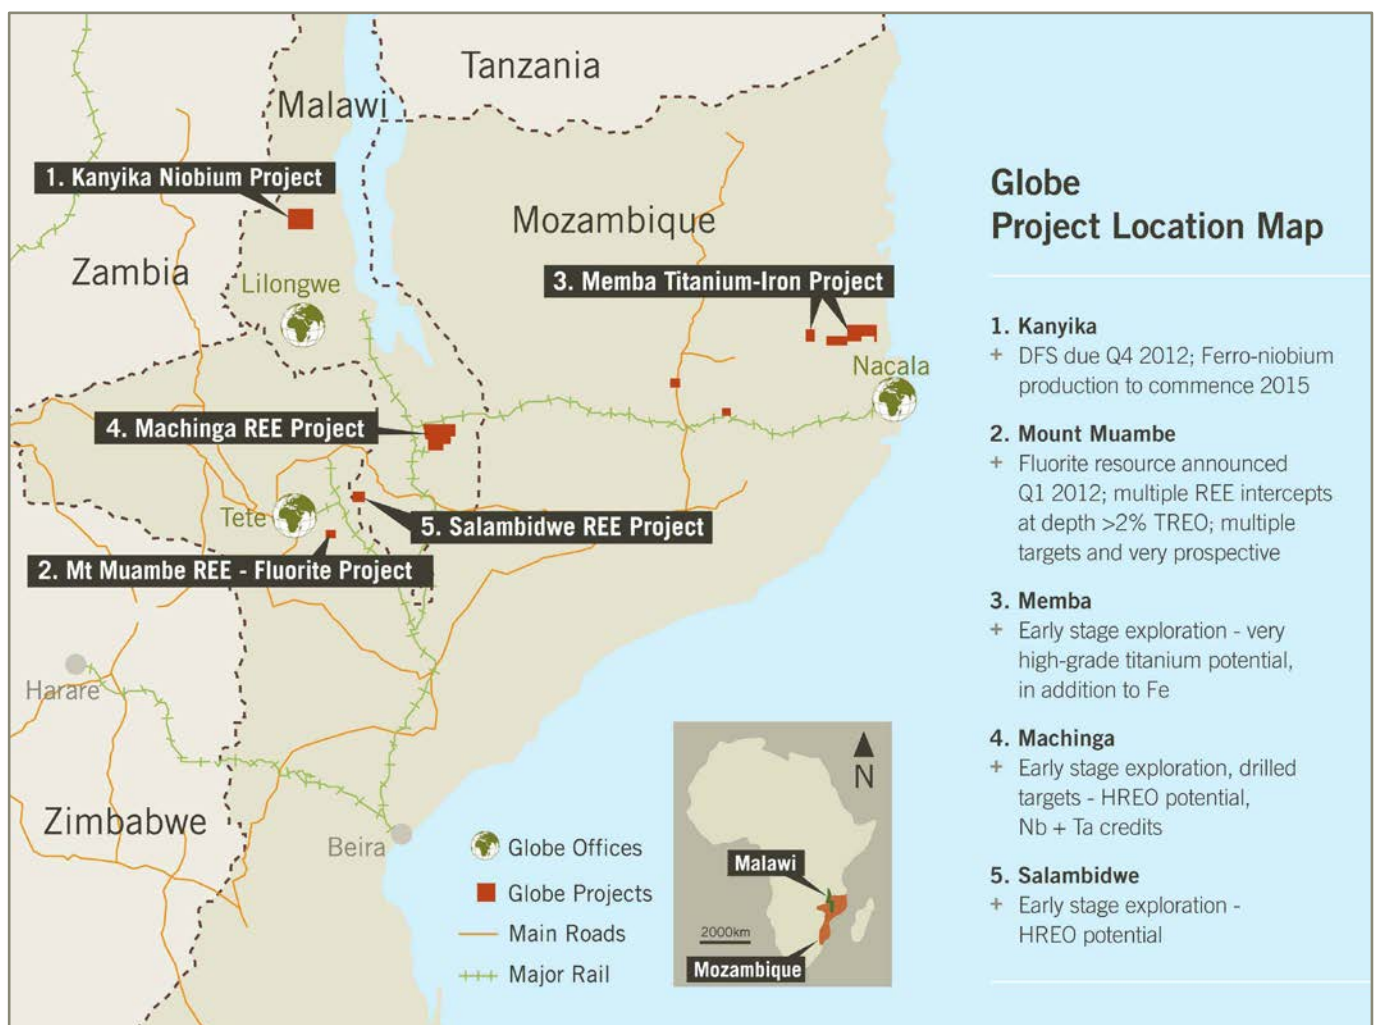 Tanzania
Malawi
1. Kanyika Niobium Project
Mozambique
Zambia
Lilongwe
3. Memba Titanium-Iron Project
Nacala
4. Machinga REE Project
Tete
5. Salambidwe REE Project
2. Mt Muambe REE - Fluorite Project
Harare
Zimbabwe
Beira
Globe Offices
Globe Projects
Main Roads
Major Rail
N
Malawi
2000km
Mozambique
Globe
Project Location Map
1. Kanyika
+ DFS due Q4 2012; Ferro-niobium
production to commence 2015
2. Mount Muambe
+ Fluorite resource announced
Q1 2012; multiple REE intercepts
at depth >2% TREO; multiple
targets and very prospective
3. Memba
+ Early stage exploration - very
high-grade titanium potential,
in addition to Fe
4. Machinga
+ Early stage exploration, drilled
targets - HREO potential,
Nb + Ta credits
5. Salambidwe
+ Early stage exploration -
HREO potential